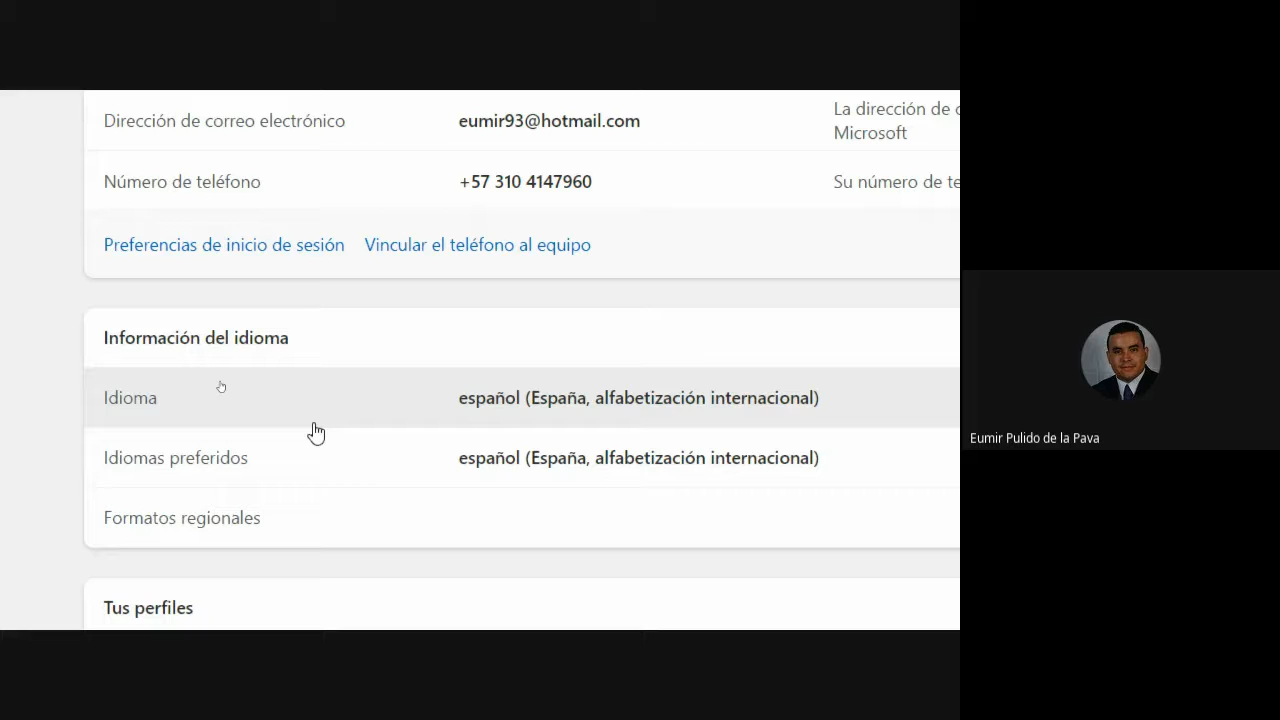 Dirección de correo electrónico
eumir93@hotmail.com
La dirección de
Microsoft
Número de teléfono
+57 310 4147960
Su número de
Preferencias de inicio de sesión
Vincular el teléfono al equipo
Información del idioma
Idioma
español (España, alfabetización internacional)
Idiomas preferidos
español (España, alfabetización internacional)
Formatos regionales
Tus perfiles
Eumir Pulido de la Pava